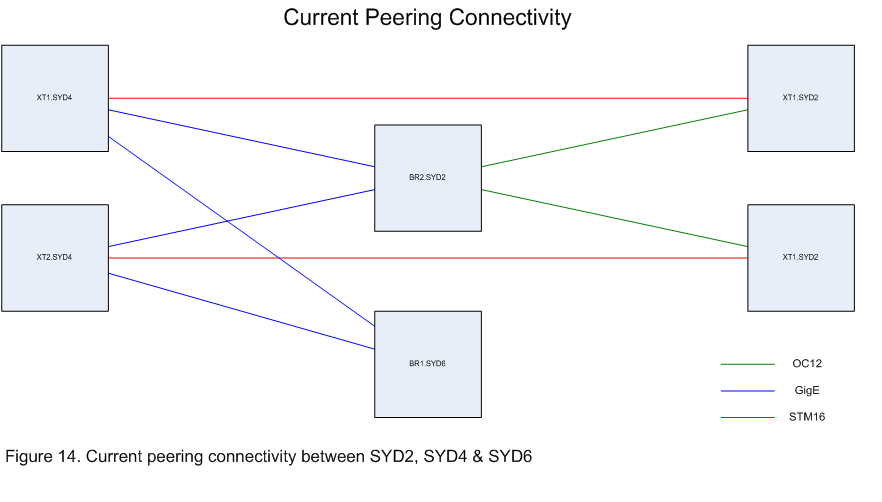 Current Peering Connectivity
XT1.SYD4
XT1.SYD2
BR2.SYD2
XT2.SYD4
XT1.SYD2
BR1.SYD6
OC12
GigE
STM16
Figure 14. Current peering connectivity between SYD2, SYD4 & SYD6